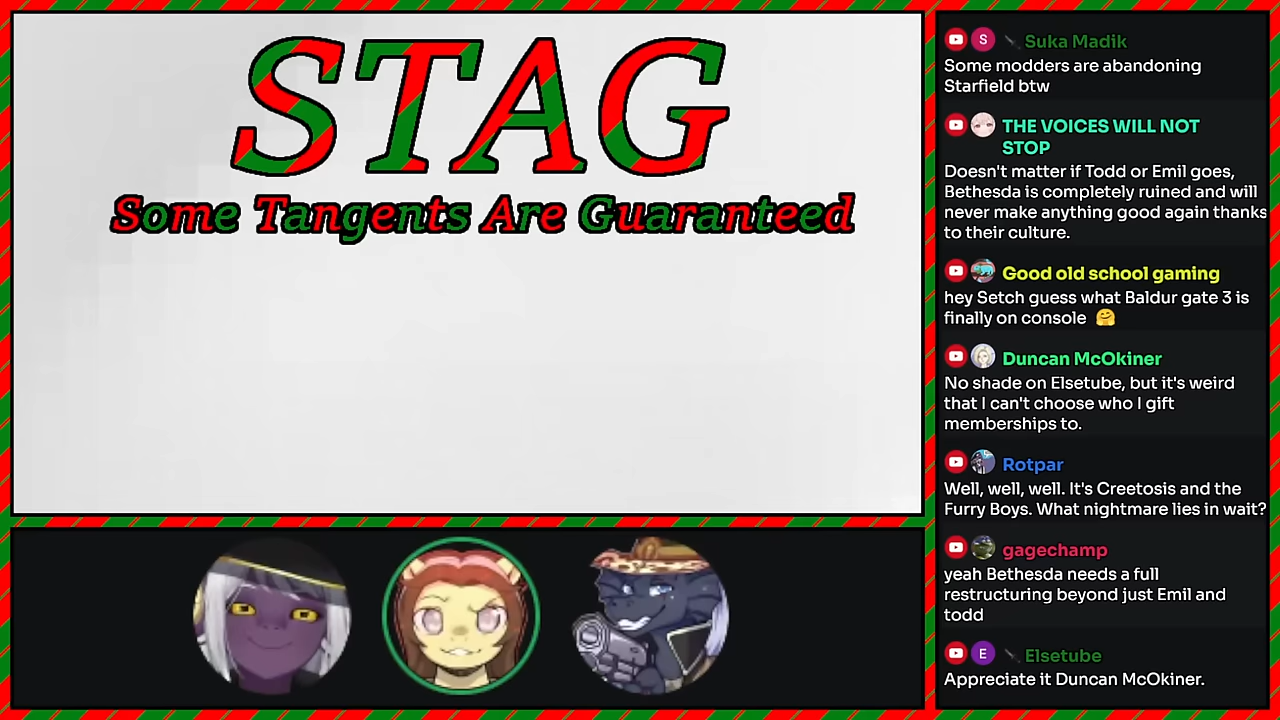 STAG
Some Tangents Are Guaranteed
S Suka Madik
Some modders are abandoning
Starfield btw
THE VOICES WILL NOT
STOP
Doesn't matter if Todd or Emil goes,
Bethesda is completely ruined and will
never make anything good again thanks
to their culture.
Good old school gaming
hey Setch guess what Baldur gate 3 is
finally on console 🤗
Duncan McOkiner
No shade on Elsetube, but it's weird
that I can't choose who I gift
memberships to.
Rotpar
Well, well, well. It's Creetosis and the
Furry Boys. What nightmare lies in wait?
gagechamp
yeah Bethesda needs a full
restructuring beyond just Emil and
todd
E Elsetube
Appreciate it Duncan McOkiner.